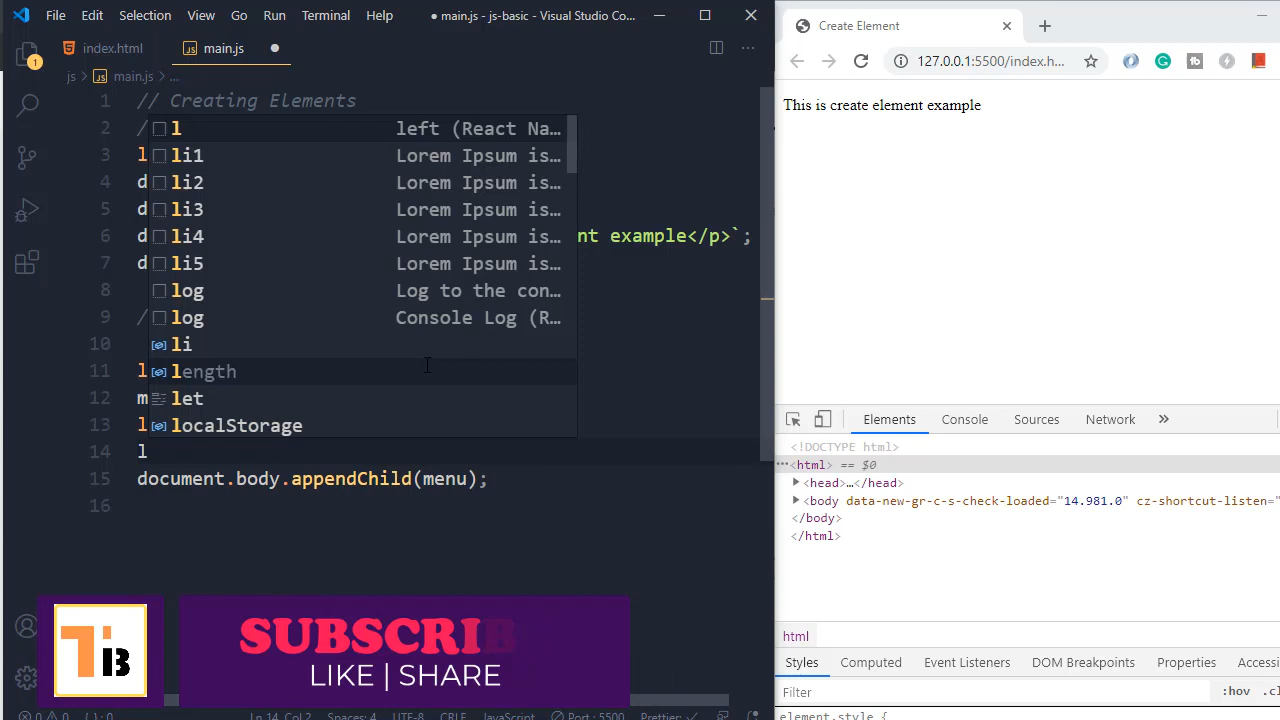 File Edit Selection View Go Run Terminal Help ● main.js - js-basic - Visual Studio Co...
index.html main.js
js > main.js > ...
1 // Creating Elements
2 /
3 l
4 d
5 d
6 d nt example</p>`;
7 d
8
9 /
10
11 l
12 m
13 l
14 l
15 document.body.appendChild(menu);
16
l left (React Na...
li1 Lorem Ipsum is...
li2 Lorem Ipsum is...
li3 Lorem Ipsum is...
li4 Lorem Ipsum is...
li5 Lorem Ipsum is...
log Log to the con...
log Console Log (R...
li
length
let
localStorage
1
TiB
SUBSCRIB
LIKE | SHARE
0 0 Ln 14, Col 2 Spaces: 4 UTF-8 CRLF JavaScript Port : 5500 Prettier: ✓
Create Element
127.0.0.1:5500/index.h...
This is create element example
Elements Console Sources Network »
<!DOCTYPE html>
<html> == $0
<head>…</head>
<body data-new-gr-c-s-check-loaded="14.981.0" cz-shortcut-listen="
</body>
</html>
html
Styles Computed Event Listeners DOM Breakpoints Properties Accessi
Filter :hov .cl
element.style {